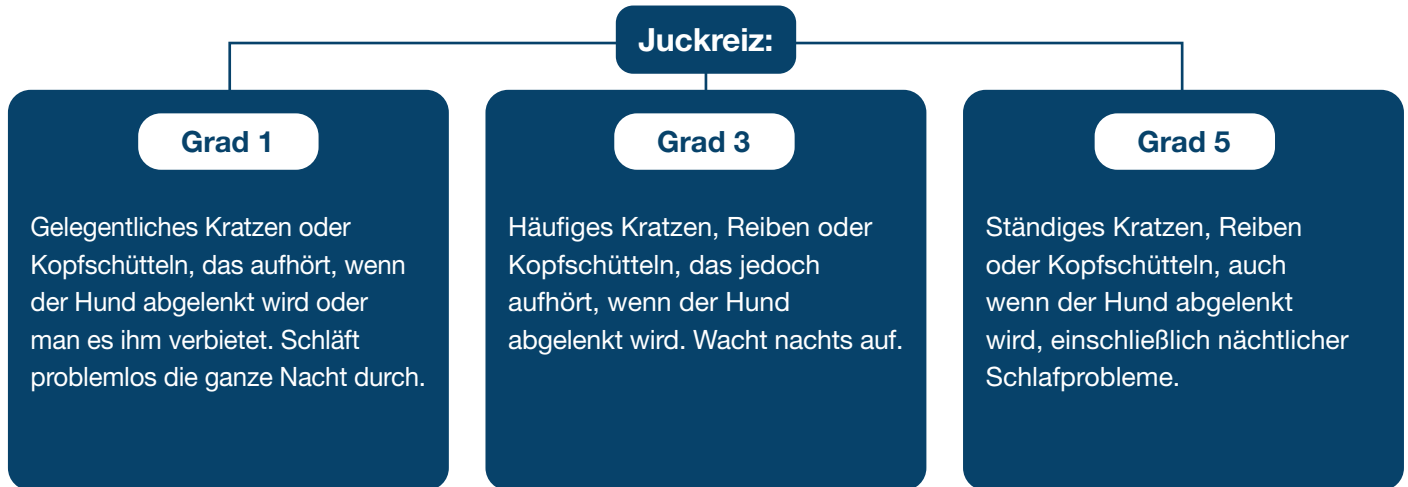 Juckreiz:
Grad 1
Gelegentliches Kratzen oder
Kopfschütteln, das aufhört, wenn
der Hund abgelenkt wird oder
man es ihm verbietet. Schläft
problemlos die ganze Nacht durch.
Grad 3
Häufiges Kratzen, Reiben oder
Kopfschütteln, das jedoch
aufhört, wenn der Hund
abgelenkt wird. Wacht nachts auf.
Grad 5
Ständiges Kratzen, Reiben
oder Kopfschütteln, auch
wenn der Hund abgelenkt
wird, einschließlich nächtlicher
Schlafprobleme.